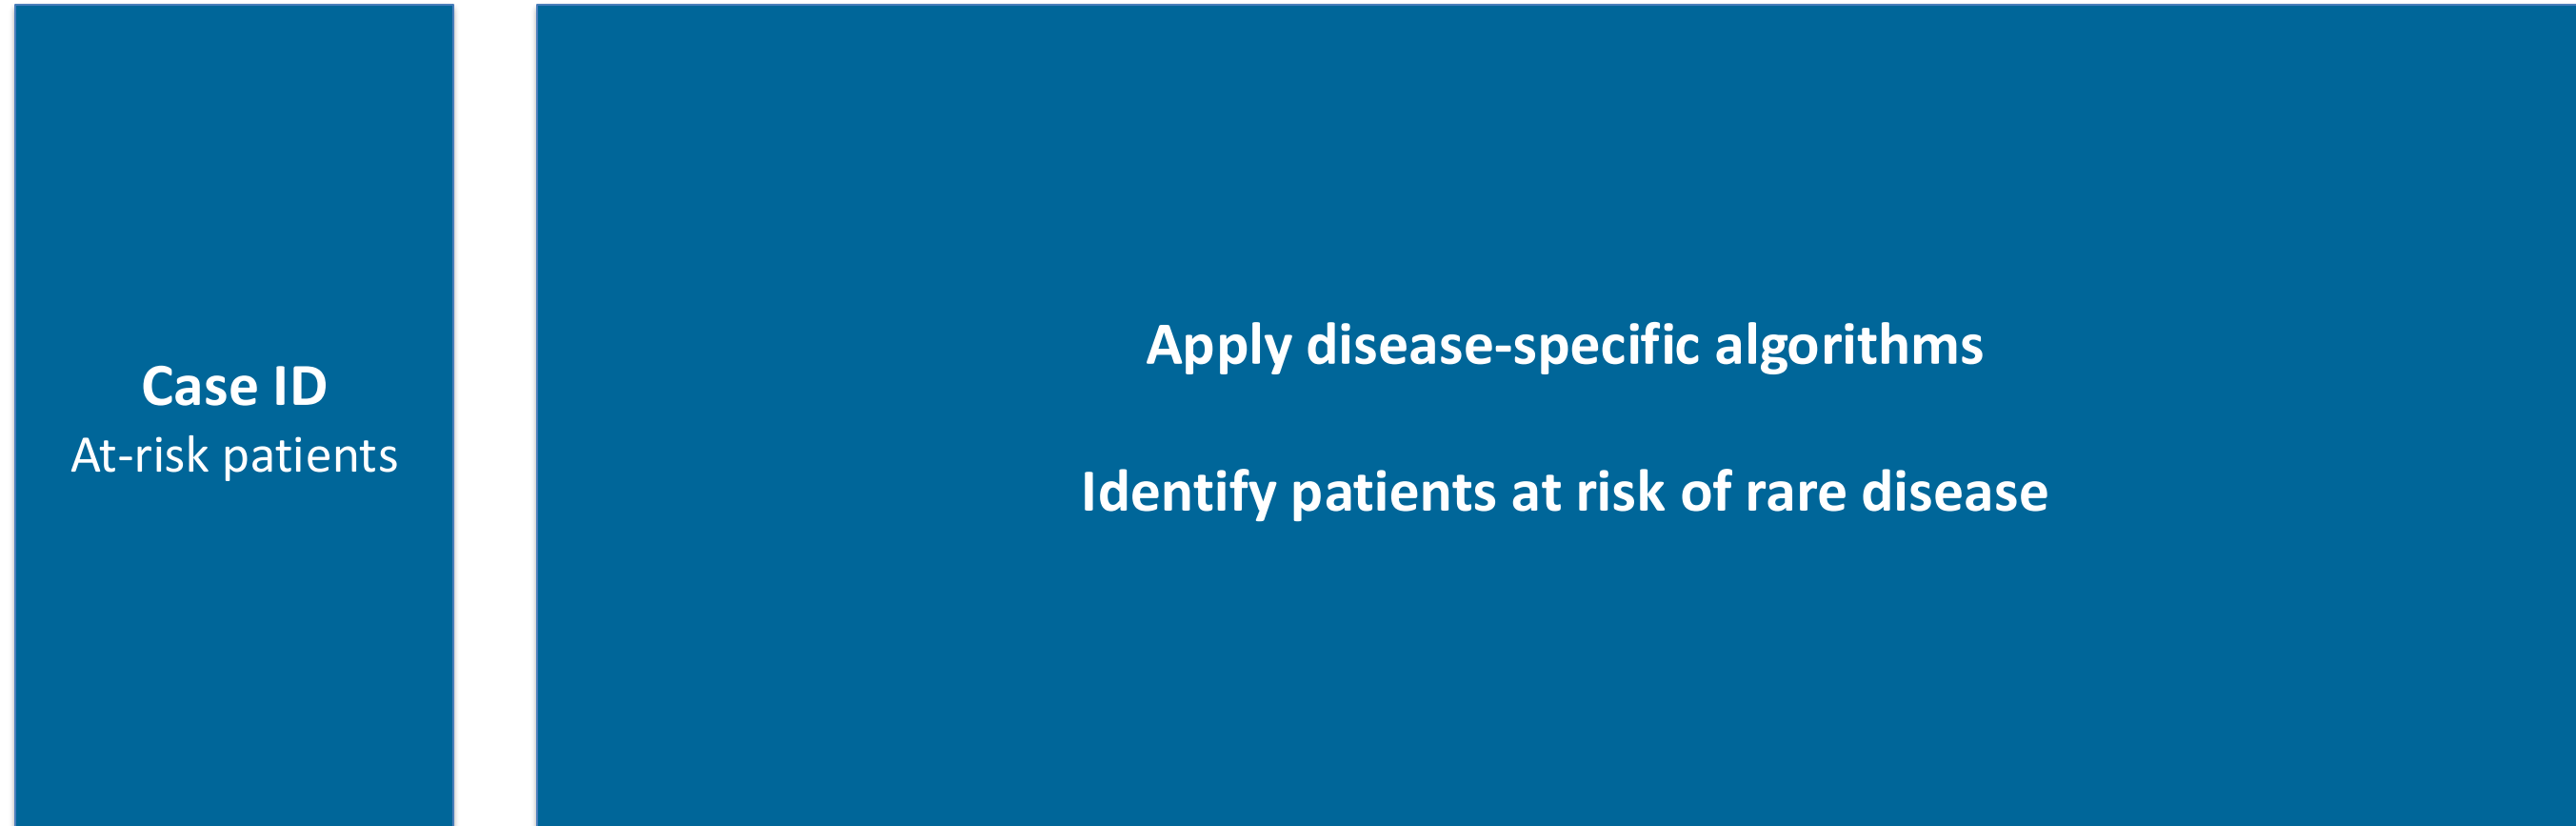 Case ID
At-risk patients
Apply disease-specific algorithms
Identify patients at risk of rare disease